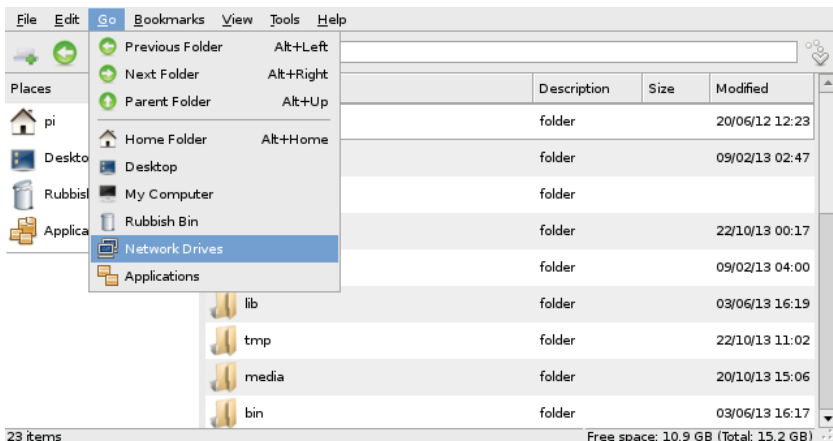 File Edit Go Bookmarks View Tools Help
Previous Folder Alt+Left
Next Folder Alt+Right
Parent Folder Alt+Up
Home Folder Alt+Home
Desktop
My Computer
Rubbish Bin
Network Drives
Applications
Places
pi
Deskto
Rubbis
Applica
Description Size Modified
folder 20/06/12 12:23
folder 09/02/13 02:47
folder
folder 22/10/13 00:17
folder 09/02/13 04:00
lib folder 03/06/13 16:19
tmp folder 22/10/13 11:02
media folder 20/10/13 15:06
bin folder 03/06/13 16:17
23 items Free space: 10.9 GB (Total: 15.2 GB)